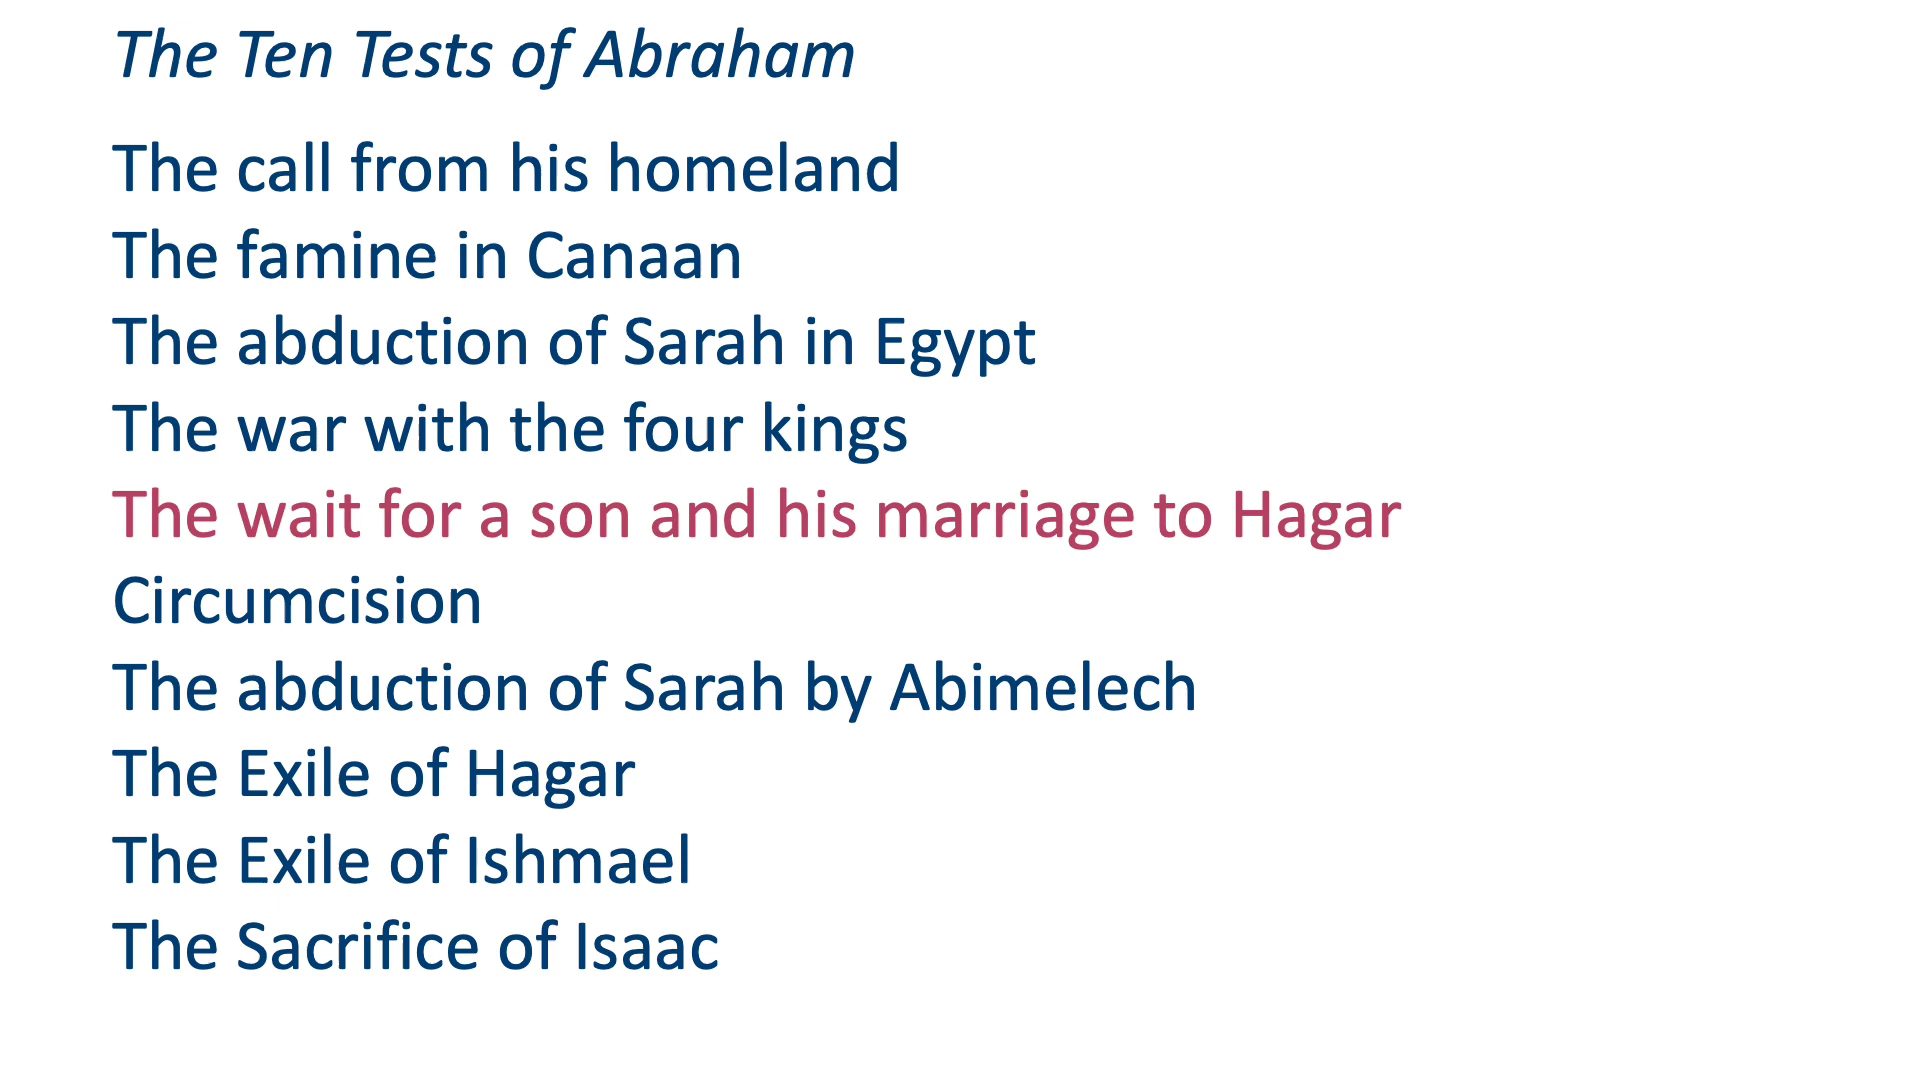 The Ten Tests of Abraham
The call from his homeland
The famine in Canaan
The abduction of Sarah in Egypt
The war with the four kings
The wait for a son and his marriage to Hagar
Circumcision
The abduction of Sarah by Abimelech
The Exile of Hagar
The Exile of Ishmael
The Sacrifice of Isaac